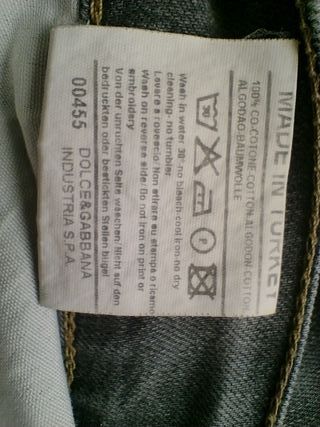 MADE IN TURKEY
100% CO-COTONE-COTTON-ALGODON-COTON
ALGODAO-BAUMWOLLE
30
P
Wash in water 30°-no bleach-cool iron-no dry
cleaning-no tumbler
Lavare a rovescio/Non stirare su stampa o ricamo
Wash on reverse side/Do not iron on print or
embroidery
Von der unruchten Seite waschen/Nicht auf den
bedruckten oder bestickten Stellen bügel
00455 DOLCE&GABBANA
INDUSTRIA S.P.A.